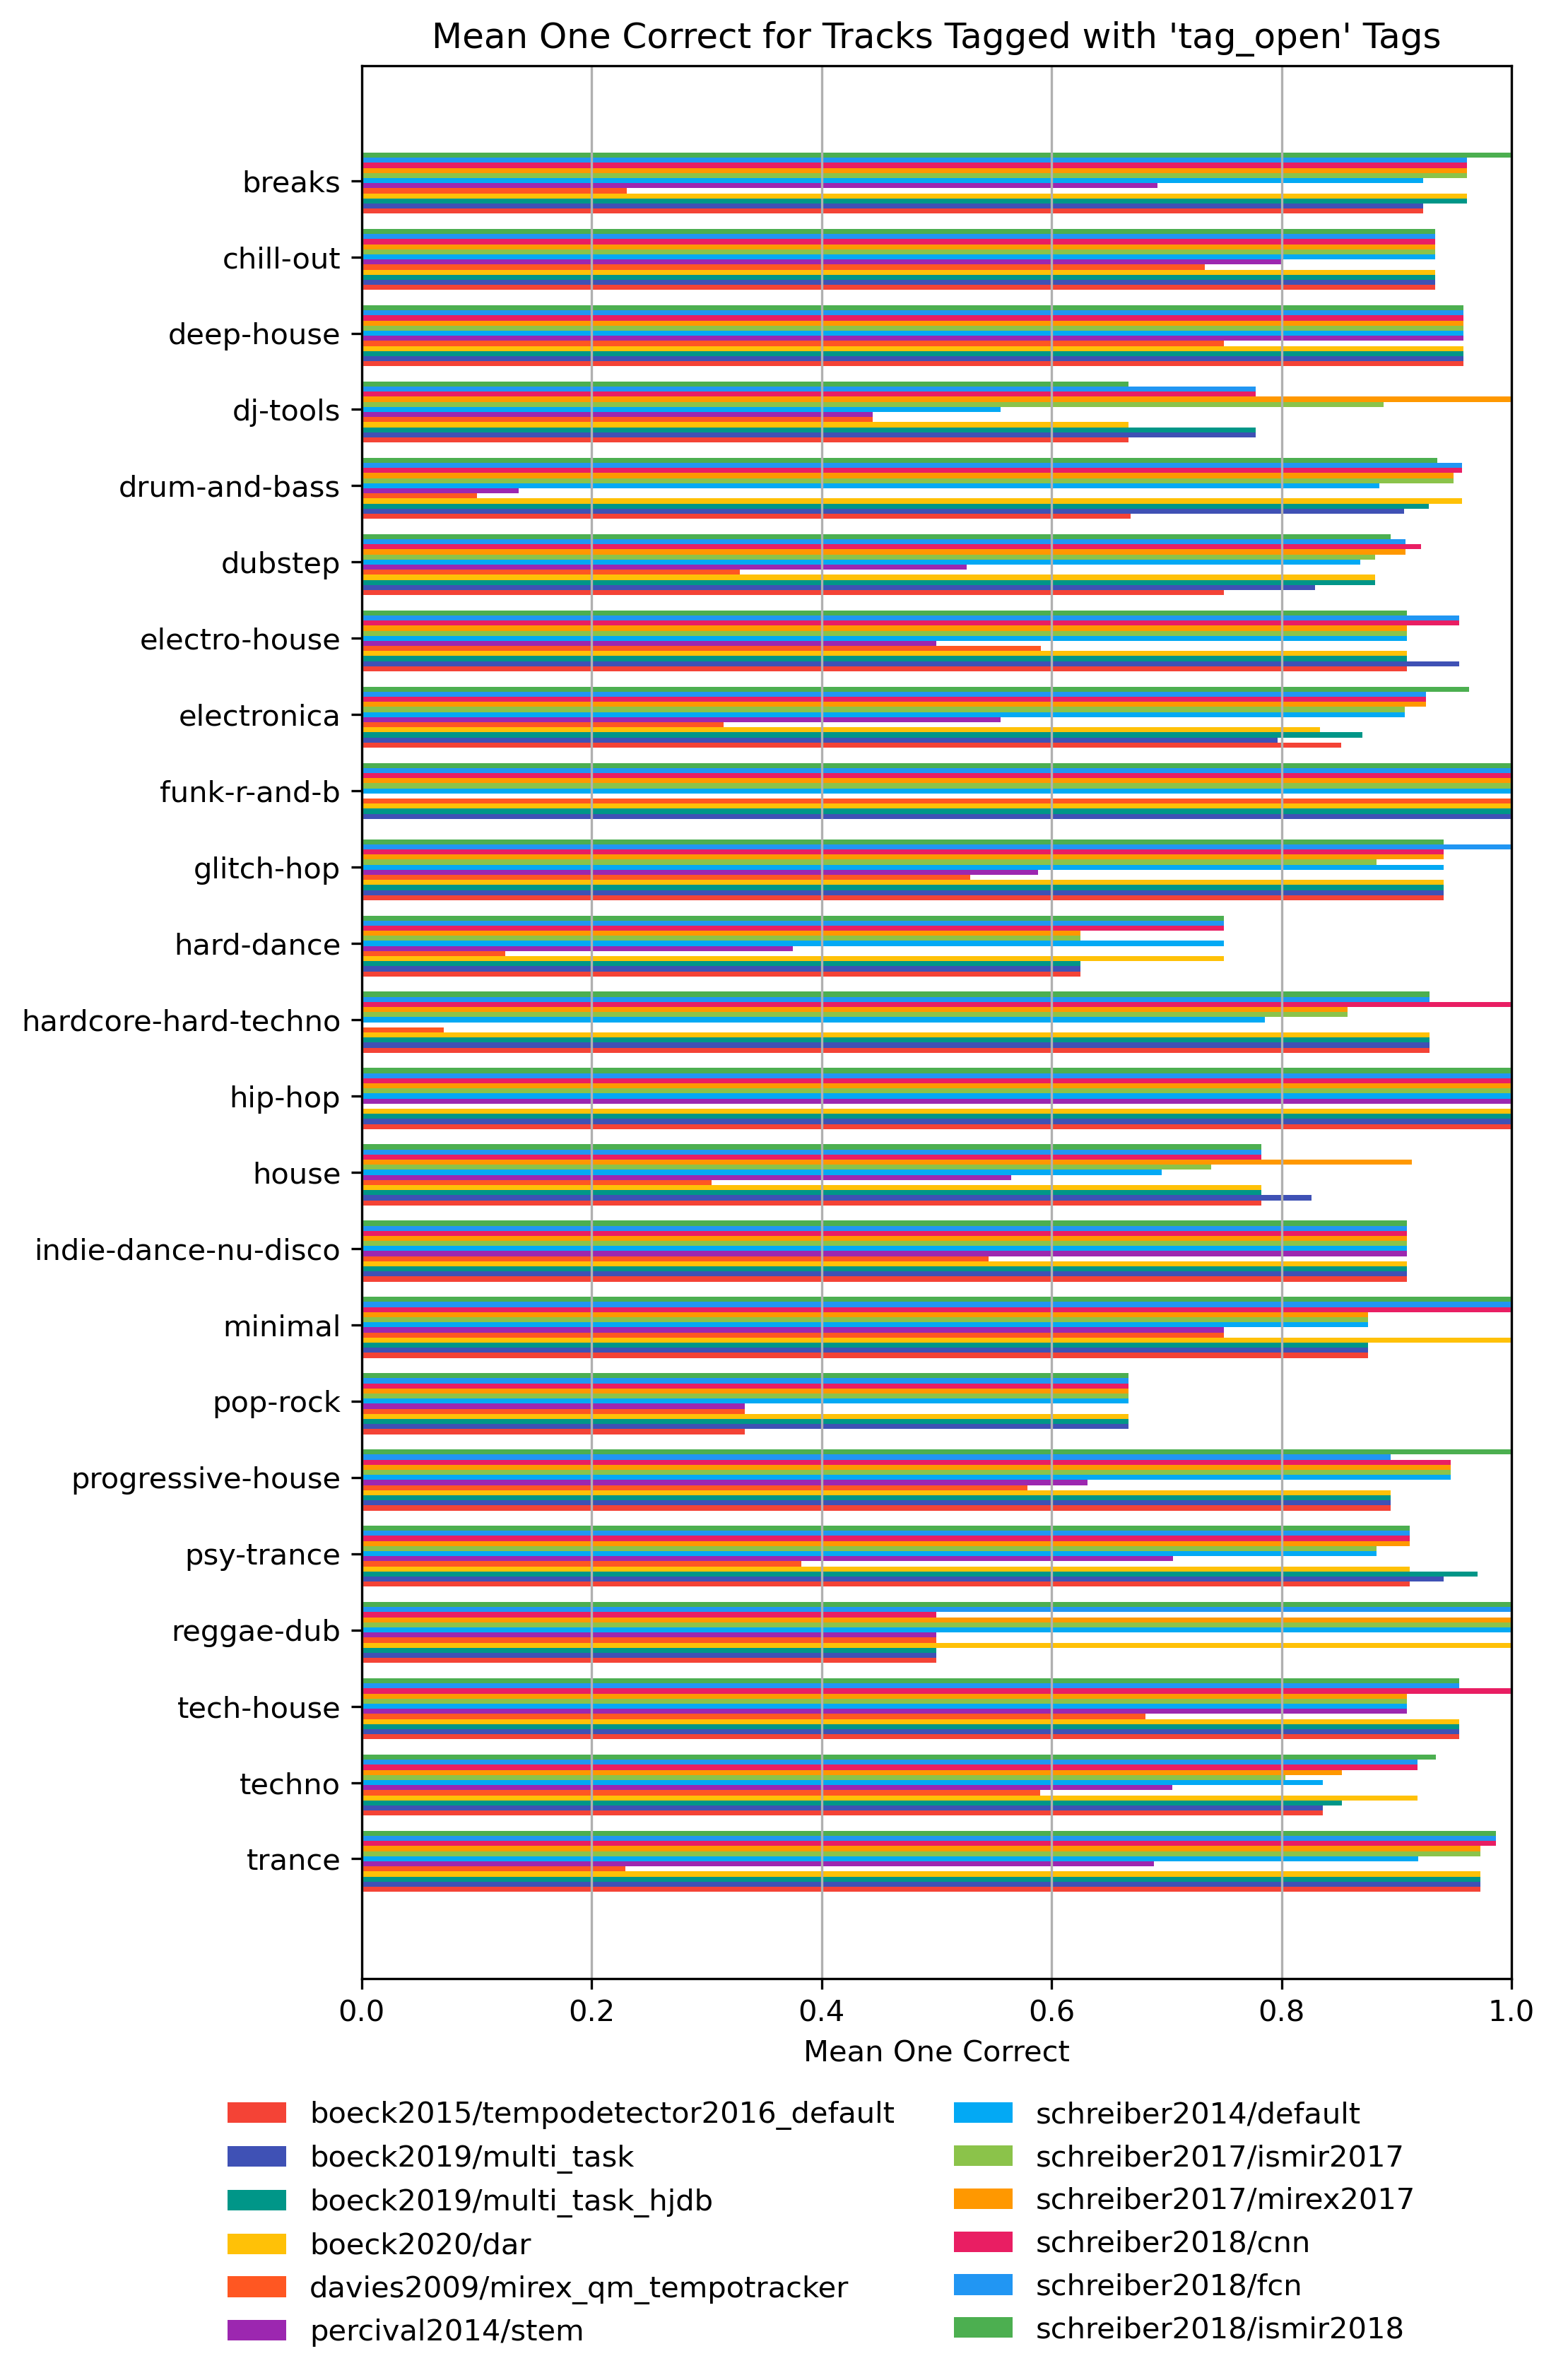 Mean One Correct for Tracks Tagged with 'tag_open' Tags
breaks
chill-out
deep-house
dj-tools
drum-and-bass
dubstep
electro-house
electronica
funk-r-and-b
glitch-hop
hard-dance
hardcore-hard-techno
hip-hop
house
indie-dance-nu-disco
minimal
pop-rock
progressive-house
psy-trance
reggae-dub
tech-house
techno
trance
0.0 0.2 0.4 0.6 0.8 1.0
Mean One Correct
boeck2015/tempodetector2016_default
boeck2019/multi_task
boeck2019/multi_task_hjdb
boeck2020/dar
davies2009/mirex_qm_tempotracker
percival2014/stem
schreiber2014/default
schreiber2017/ismir2017
schreiber2017/mirex2017
schreiber2018/cnn
schreiber2018/fcn
schreiber2018/ismir2018